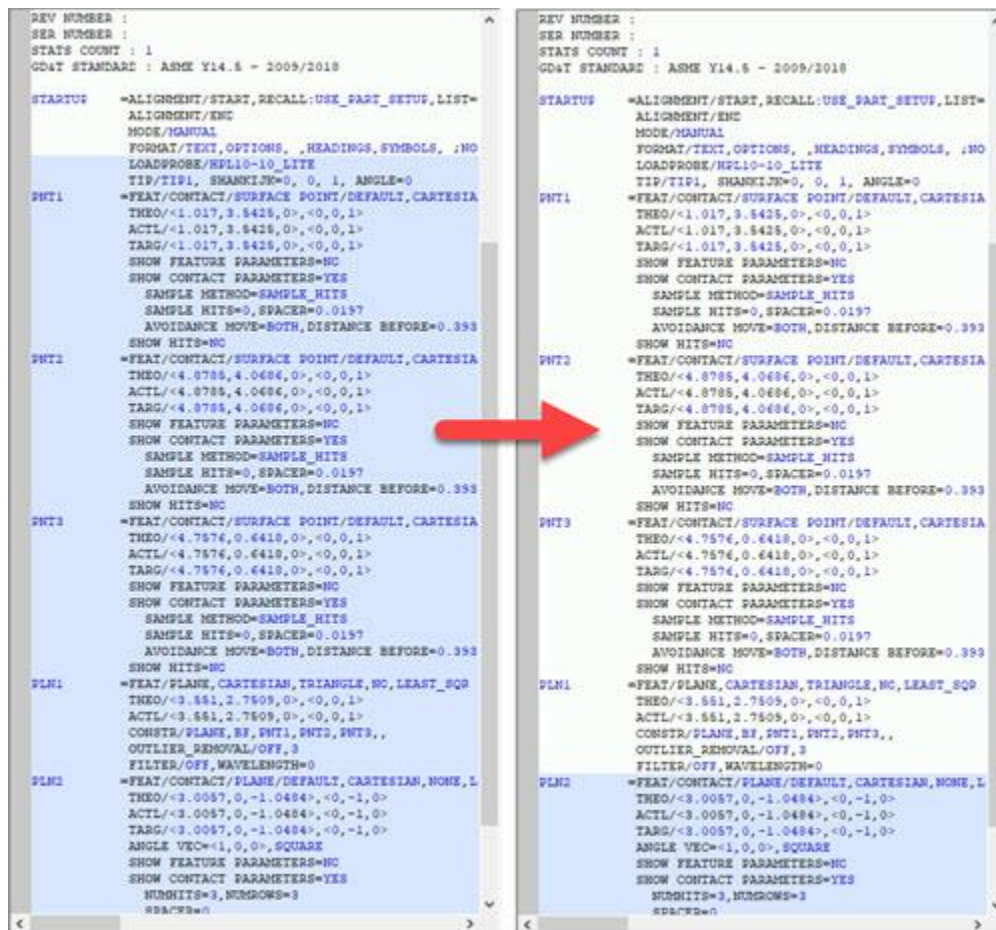 REV NUMBER :
SER NUMBER :
STATS COUNT : 1
GD&T STANDARD : ASME Y14.5 - 2009/2018
STARTUP =ALIGNMENT/START,RECALL:USE_PART_SETUP,LIST=
ALIGNMENT/END
MODE/MANUAL
FORMAT/TEXT,OPTIONS, ,HEADINGS,SYMBOLS, ;NO
LOADPROBE/HPL10-10_LITE
TIP/TIP1, SHANKIJK=0, 0, 1, ANGLE=0
PNT1 =FEAT/CONTACT/SURFACE POINT/DEFAULT,CARTESIA
THEO/<1.017,3.5425,0>,<0,0,1>
ACTL/<1.017,3.5425,0>,<0,0,1>
TARG/<1.017,3.5425,0>,<0,0,1>
SHOW FEATURE PARAMETERS=NO
SHOW CONTACT PARAMETERS=YES
SAMPLE METHOD=SAMPLE_HITS
SAMPLE HITS=0,SPACER=0.0197
AVOIDANCE MOVE=BOTH,DISTANCE BEFORE=0.393
SHOW HITS=NO
PNT2 =FEAT/CONTACT/SURFACE POINT/DEFAULT,CARTESIA
THEO/<4.8785,4.0686,0>,<0,0,1>
ACTL/<4.8785,4.0686,0>,<0,0,1>
TARG/<4.8785,4.0686,0>,<0,0,1>
SHOW FEATURE PARAMETERS=NO
SHOW CONTACT PARAMETERS=YES
SAMPLE METHOD=SAMPLE_HITS
SAMPLE HITS=0,SPACER=0.0197
AVOIDANCE MOVE=BOTH,DISTANCE BEFORE=0.393
SHOW HITS=NO
PNT3 =FEAT/CONTACT/SURFACE POINT/DEFAULT,CARTESIA
THEO/<4.7576,0.6418,0>,<0,0,1>
ACTL/<4.7576,0.6418,0>,<0,0,1>
TARG/<4.7576,0.6418,0>,<0,0,1>
SHOW FEATURE PARAMETERS=NO
SHOW CONTACT PARAMETERS=YES
SAMPLE METHOD=SAMPLE_HITS
SAMPLE HITS=0,SPACER=0.0197
AVOIDANCE MOVE=BOTH,DISTANCE BEFORE=0.393
SHOW HITS=NO
PLN1 =FEAT/PLANE,CARTESIAN,TRIANGLE,NO,LEAST_SQR
THEO/<3.551,2.7509,0>,<0,0,1>
ACTL/<3.551,2.7509,0>,<0,0,1>
CONSTR/PLANE,BF,PNT1,PNT2,PNT3,,
OUTLIER_REMOVAL/OFF,3
FILTER/OFF,WAVELENGTH=0
PLN2 =FEAT/CONTACT/PLANE/DEFAULT,CARTESIAN,NONE,L
THEO/<3.0057,0,-1.0484>,<0,-1,0>
ACTL/<3.0057,0,-1.0484>,<0,-1,0>
TARG/<3.0057,0,-1.0484>,<0,-1,0>
ANGLE VEC=<1,0,0>,SQUARE
SHOW FEATURE PARAMETERS=NO
SHOW CONTACT PARAMETERS=YES
NUMHITS=3,NUMROWS=3
SPACER=0
REV NUMBER :
SER NUMBER :
STATS COUNT : 1
GD&T STANDARD : ASME Y14.5 - 2009/2018
STARTUP =ALIGNMENT/START,RECALL:USE_PART_SETUP,LIST=
ALIGNMENT/END
MODE/MANUAL
FORMAT/TEXT,OPTIONS, ,HEADINGS,SYMBOLS, ;NO
LOADPROBE/HPL10-10_LITE
TIP/TIP1, SHANKIJK=0, 0, 1, ANGLE=0
PNT1 =FEAT/CONTACT/SURFACE POINT/DEFAULT,CARTESIA
THEO/<1.017,3.5425,0>,<0,0,1>
ACTL/<1.017,3.5425,0>,<0,0,1>
TARG/<1.017,3.5425,0>,<0,0,1>
SHOW FEATURE PARAMETERS=NO
SHOW CONTACT PARAMETERS=YES
SAMPLE METHOD=SAMPLE_HITS
SAMPLE HITS=0,SPACER=0.0197
AVOIDANCE MOVE=BOTH,DISTANCE BEFORE=0.393
SHOW HITS=NO
PNT2 =FEAT/CONTACT/SURFACE POINT/DEFAULT,CARTESIA
THEO/<4.8785,4.0686,0>,<0,0,1>
ACTL/<4.8785,4.0686,0>,<0,0,1>
TARG/<4.8785,4.0686,0>,<0,0,1>
SHOW FEATURE PARAMETERS=NO
SHOW CONTACT PARAMETERS=YES
SAMPLE METHOD=SAMPLE_HITS
SAMPLE HITS=0,SPACER=0.0197
AVOIDANCE MOVE=BOTH,DISTANCE BEFORE=0.393
SHOW HITS=NO
PNT3 =FEAT/CONTACT/SURFACE POINT/DEFAULT,CARTESIA
THEO/<4.7576,0.6418,0>,<0,0,1>
ACTL/<4.7576,0.6418,0>,<0,0,1>
TARG/<4.7576,0.6418,0>,<0,0,1>
SHOW FEATURE PARAMETERS=NO
SHOW CONTACT PARAMETERS=YES
SAMPLE METHOD=SAMPLE_HITS
SAMPLE HITS=0,SPACER=0.0197
AVOIDANCE MOVE=BOTH,DISTANCE BEFORE=0.393
SHOW HITS=NO
PLN1 =FEAT/PLANE,CARTESIAN,TRIANGLE,NO,LEAST_SQR
THEO/<3.551,2.7509,0>,<0,0,1>
ACTL/<3.551,2.7509,0>,<0,0,1>
CONSTR/PLANE,BF,PNT1,PNT2,PNT3,,
OUTLIER_REMOVAL/OFF,3
FILTER/OFF,WAVELENGTH=0
PLN2 =FEAT/CONTACT/PLANE/DEFAULT,CARTESIAN,NONE,L
THEO/<3.0057,0,-1.0484>,<0,-1,0>
ACTL/<3.0057,0,-1.0484>,<0,-1,0>
TARG/<3.0057,0,-1.0484>,<0,-1,0>
ANGLE VEC=<1,0,0>,SQUARE
SHOW FEATURE PARAMETERS=NO
SHOW CONTACT PARAMETERS=YES
NUMHITS=3,NUMROWS=3
SPACER=0